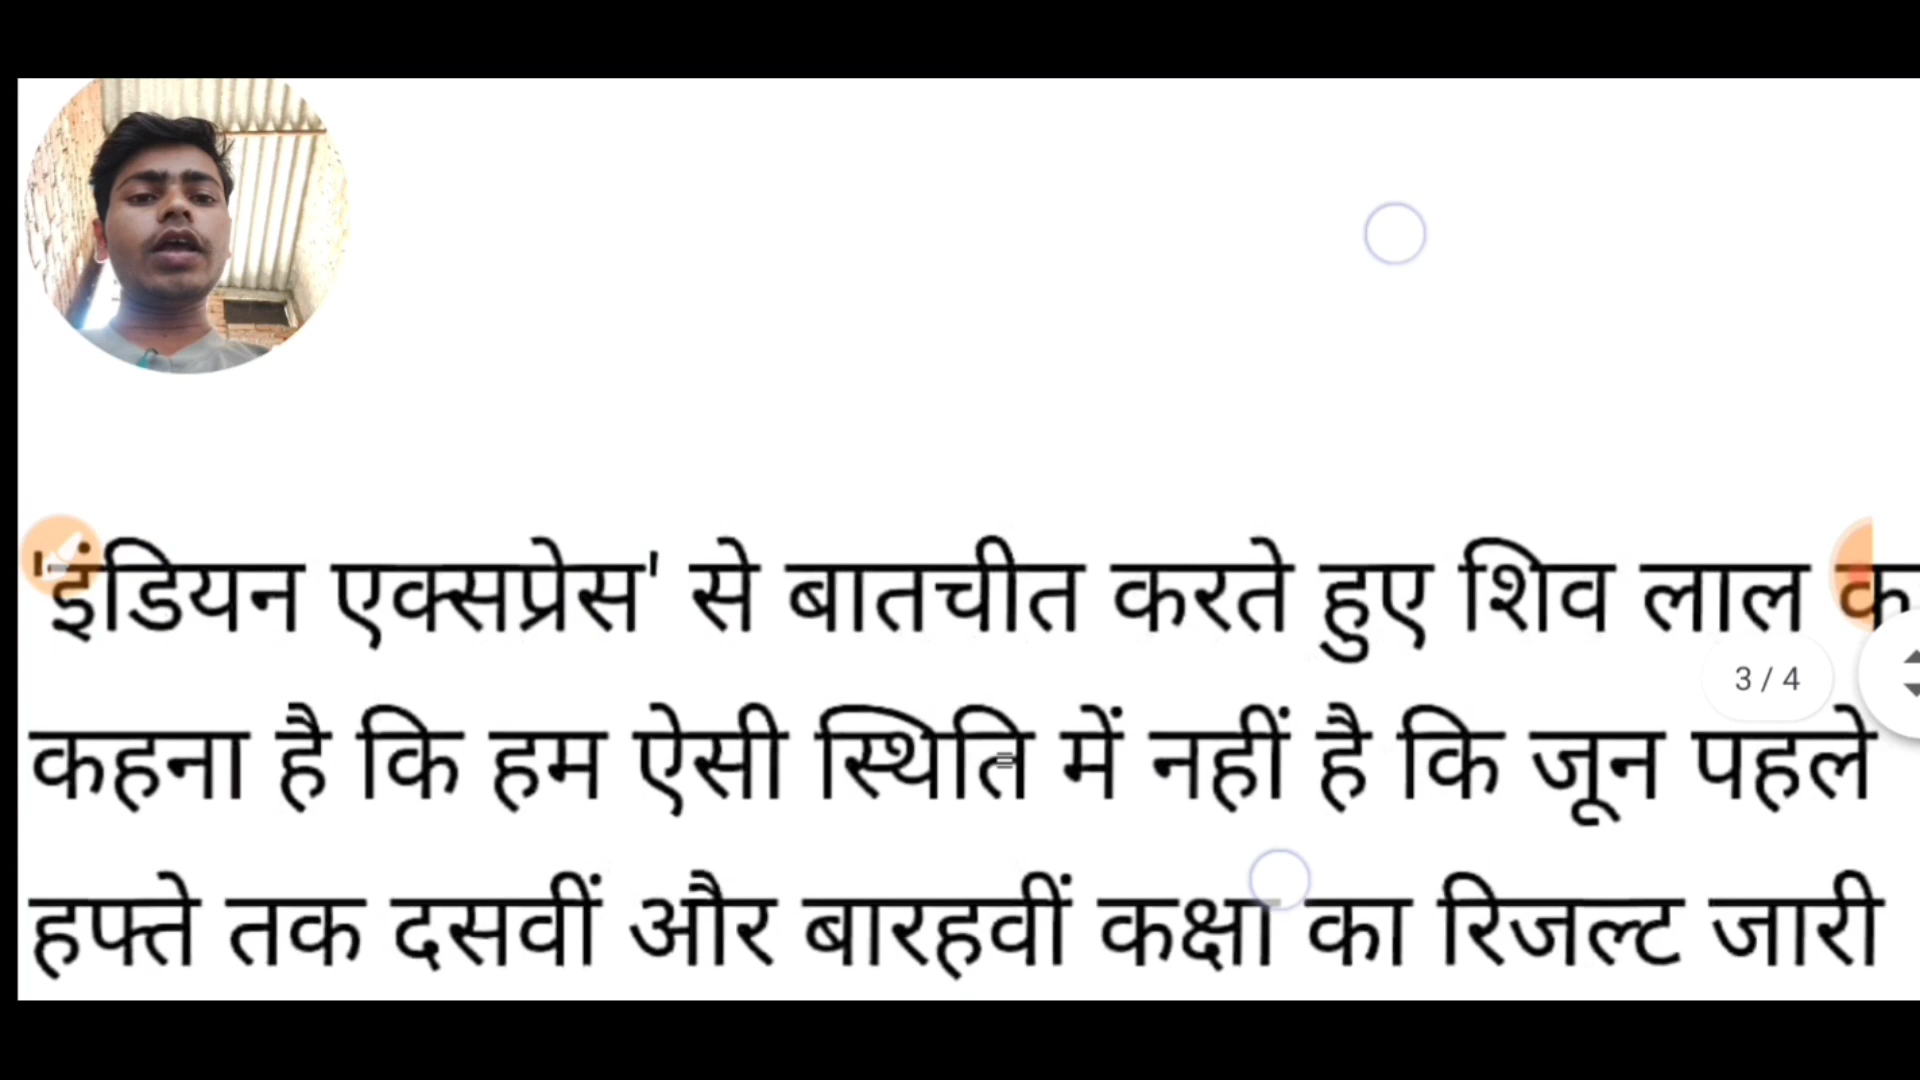 'इंडियन एक्सप्रेस' से बातचीत करते हुए शिव लाल का
3 / 4
कहना है कि हम ऐसी स्थिति में नहीं है कि जून पहले
हफ्ते तक दसवीं और बारहवीं कक्षा का रिजल्ट जारी